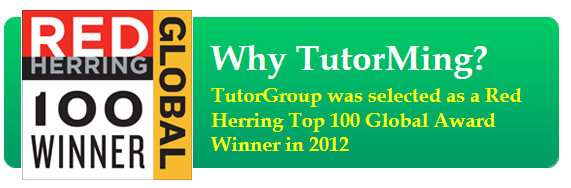 RED
HERRING
100
WINNER
GLOBAL
Why TutorMing?
TutorGroup was selected as a Red
Herring Top 100 Global Award
Winner in 2012